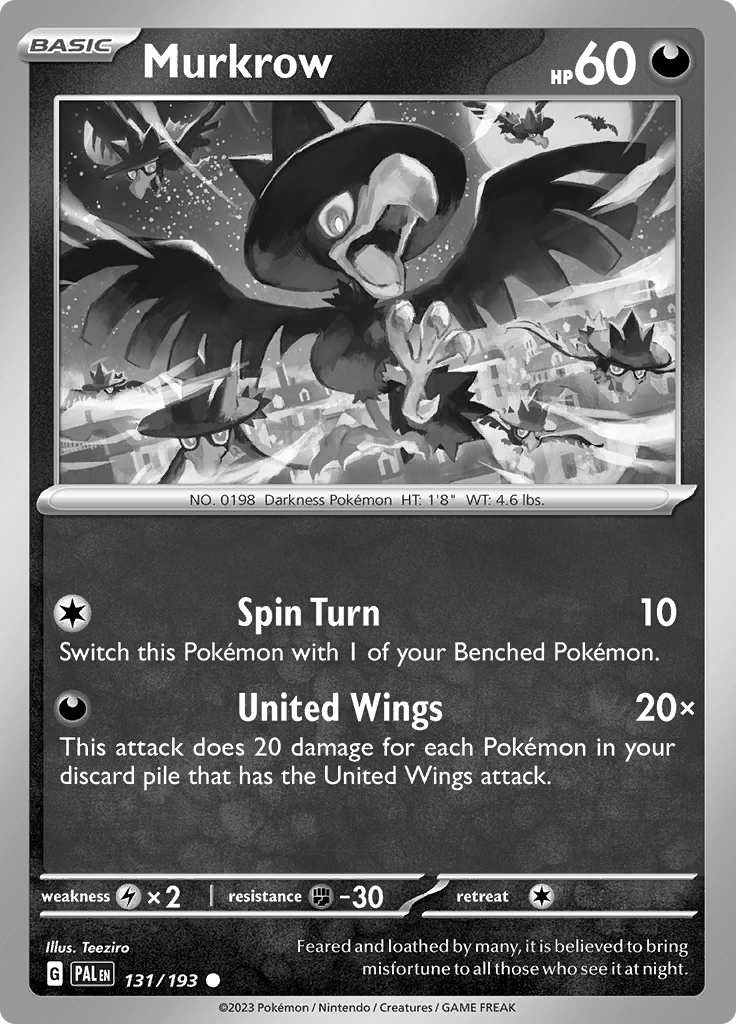 BASIC
Murkrow
HP60
NO. 0198 Darkness Pokémon HT: 1'8" WT: 4.6 lbs.
Spin Turn 10
Switch this Pokémon with 1 of your Benched Pokémon.
United Wings 20×
This attack does 20 damage for each Pokémon in your
discard pile that has the United Wings attack.
weakness ×2 resistance -30 retreat
Illus. Teeziro
Feared and loathed by many, it is believed to bring
misfortune to all those who see it at night.
G PAL EN 131/193
©2023 Pokémon / Nintendo / Creatures / GAME FREAK